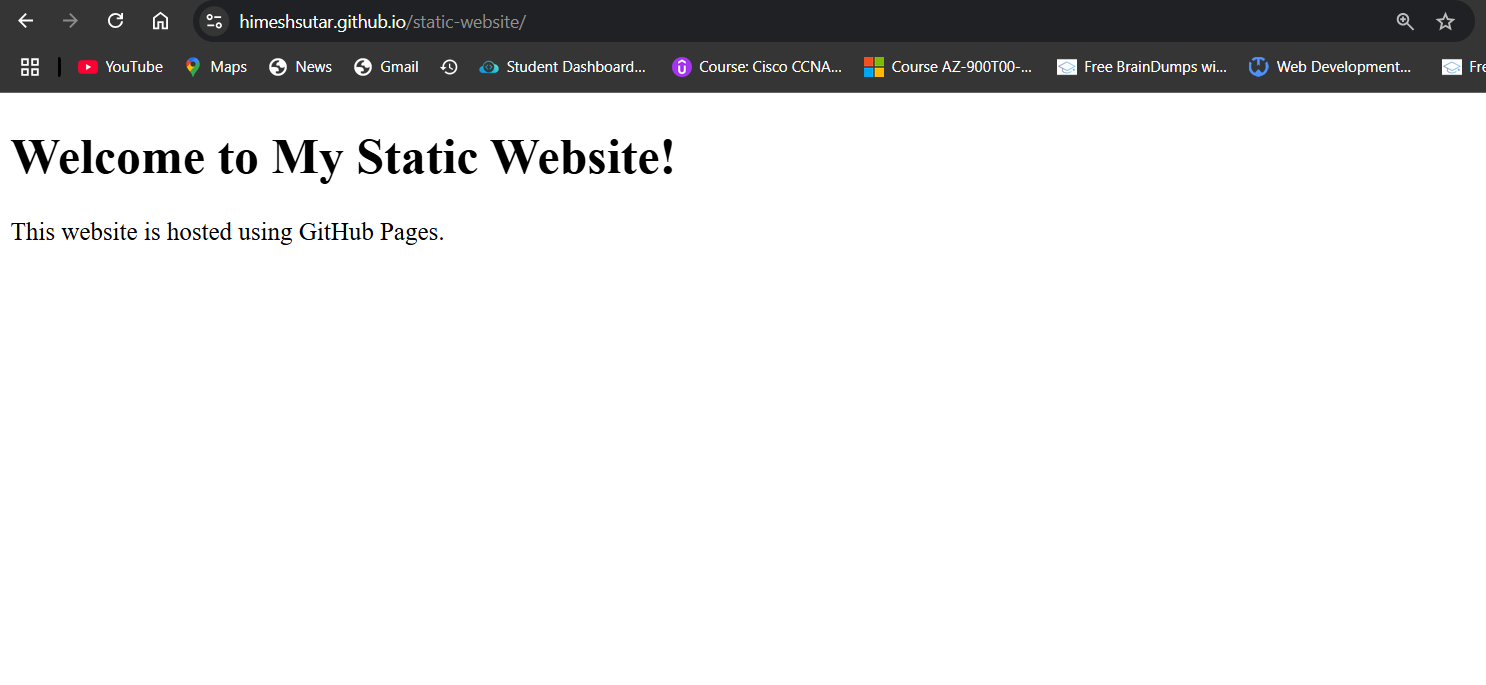 himeshsutar.github.io/static-website/
YouTube Maps News Gmail Student Dashboard... Course: Cisco CCNA... Course AZ-900T00-... Free BrainDumps wi... Web Development... Fre
Welcome to My Static Website!
This website is hosted using GitHub Pages.